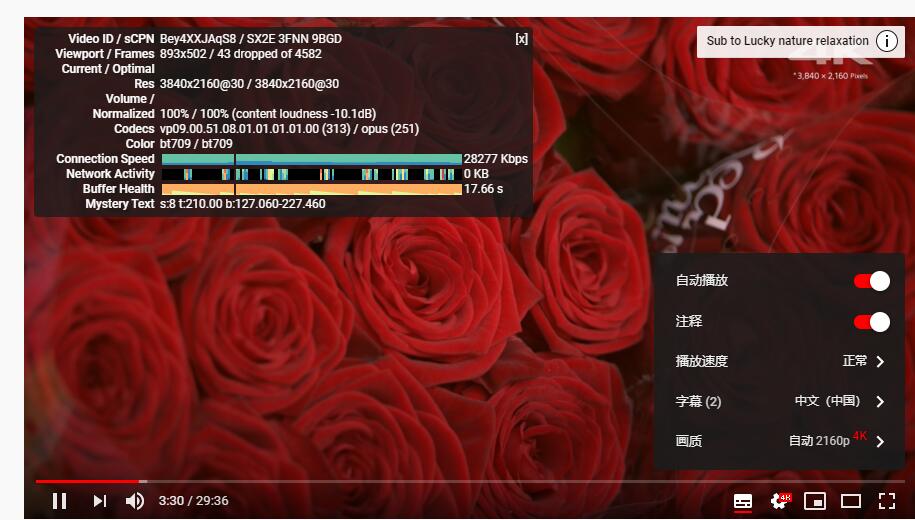 Video ID / sCPN Bey4XXJAqS8 / SX2E 3FNN 9BGD [x]
Viewport / Frames 893x502 / 43 dropped of 4582
Current / Optimal
Res 3840x2160@30 / 3840x2160@30
Volume /
Normalized 100% / 100% (content loudness -10.1dB)
Codecs vp09.00.51.08.01.01.01.01.00 (313) / opus (251)
Color bt709 / bt709
Connection Speed 28277 Kbps
Network Activity 0 KB
Buffer Health 17.66 s
Mystery Text s:8 t:210.00 b:127.060-227.460
Sub to Lucky nature relaxation
4K
*3,840 × 2,160 Pixels
自动播放
注释
播放速度 正常
字幕 (2) 中文（中国）
画质 自动 2160p 4K
3:30 / 29:36
4K